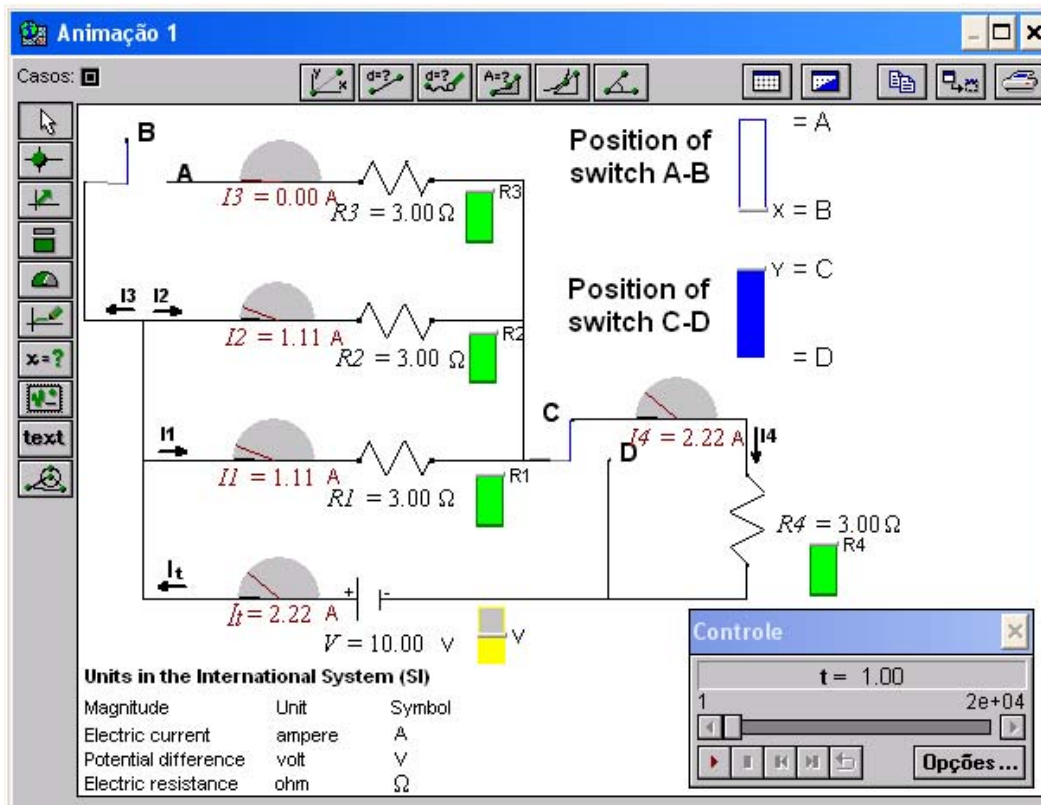 Animação 1
Casos:
y x d=? d=? A=?
B
A
I3 = 0.00 A
R3 = 3.00 Ω
R3
Position of
switch A-B
= A
X = B
I3 I2
I2 = 1.11 A
R2 = 3.00 Ω
R2
Position of
switch C-D
Y = C
= D
x=?
text
I1
I1 = 1.11 A
R1 = 3.00 Ω
R1
C
D
I4 = 2.22 A
I4
R4 = 3.00 Ω
R4
It
It = 2.22 A
+ -
V = 10.00 v
V
Units in the International System (SI)
Magnitude Unit Symbol
Electric current ampere A
Potential difference volt V
Electric resistance ohm Ω
Controle
t = 1.00
1 2e+04
Opções...